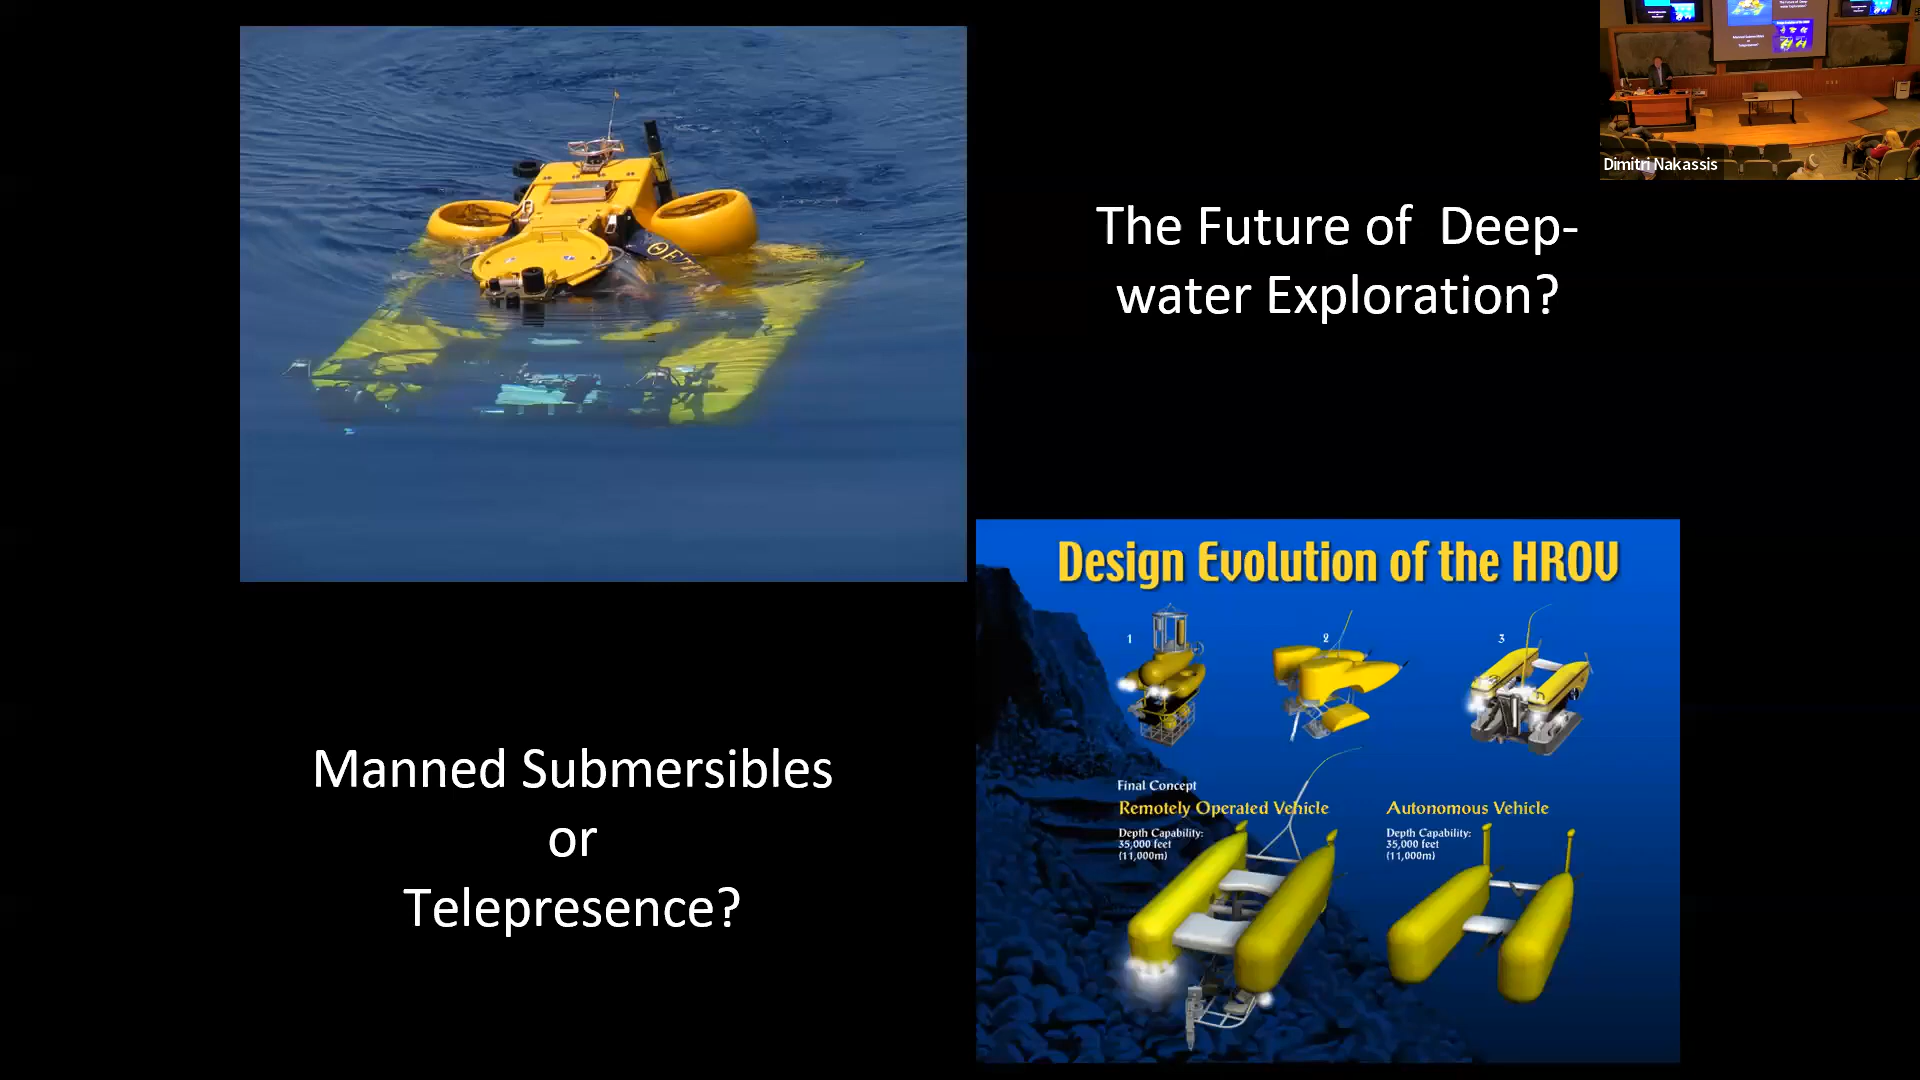 Dimitri Nakassis
The Future of Deep-
water Exploration?
Manned Submersibles
or
Telepresence?
Design Evolution of the HROV
1
2
3
Final Concept
Remotely Operated Vehicle
Depth Capability:
35,000 feet
(11,000m)
Autonomous Vehicle
Depth Capability:
35,000 feet
(11,000m)